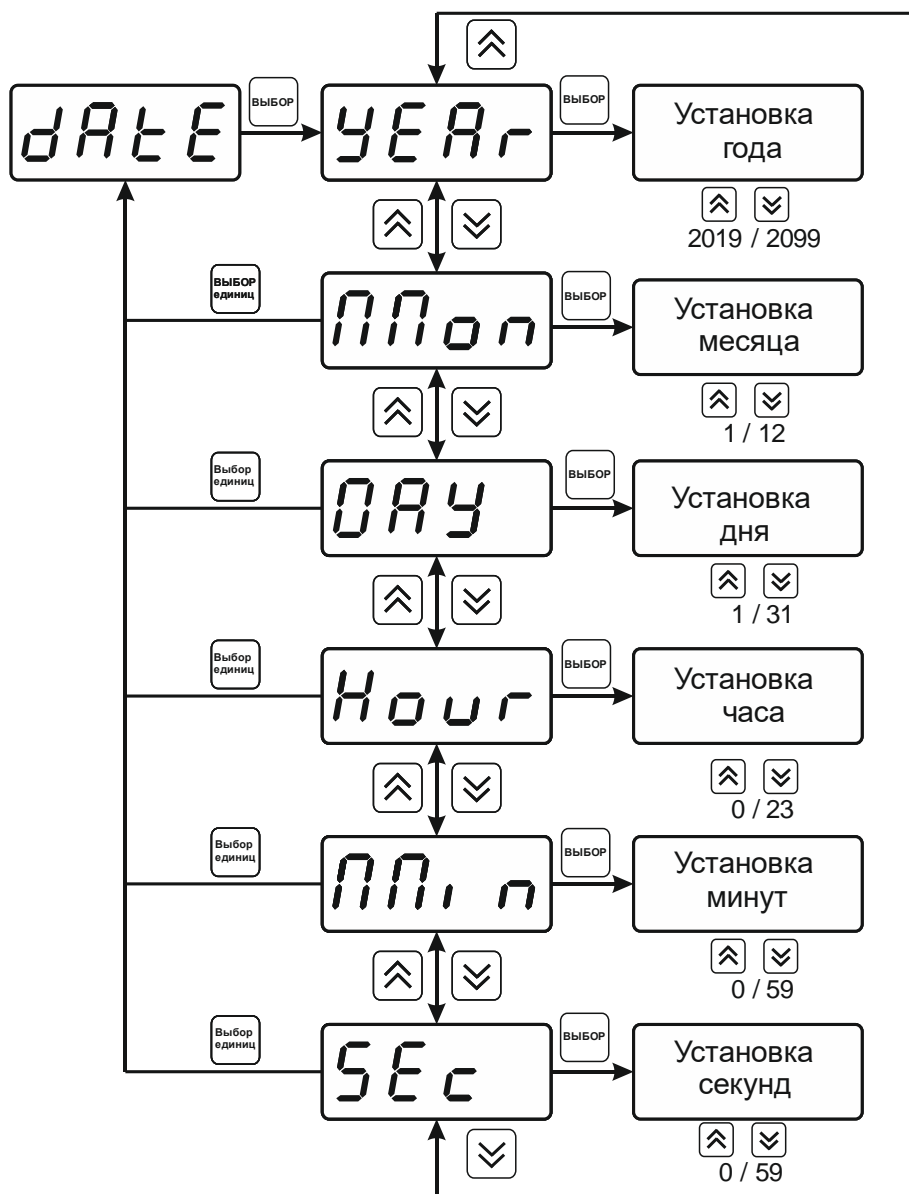 dAtE
ВЫБОР
YEAr
ВЫБОР
Установка
года
2019 / 2099
ВЫБОР
единиц
MMon
ВЫБОР
Установка
месяца
1 / 12
Выбор
единиц
DAY
ВЫБОР
Установка
дня
1 / 31
Выбор
единиц
Hour
ВЫБОР
Установка
часа
0 / 23
Выбор
единиц
MMin
ВЫБОР
Установка
минут
0 / 59
Выбор
единиц
SEc
ВЫБОР
Установка
секунд
0 / 59